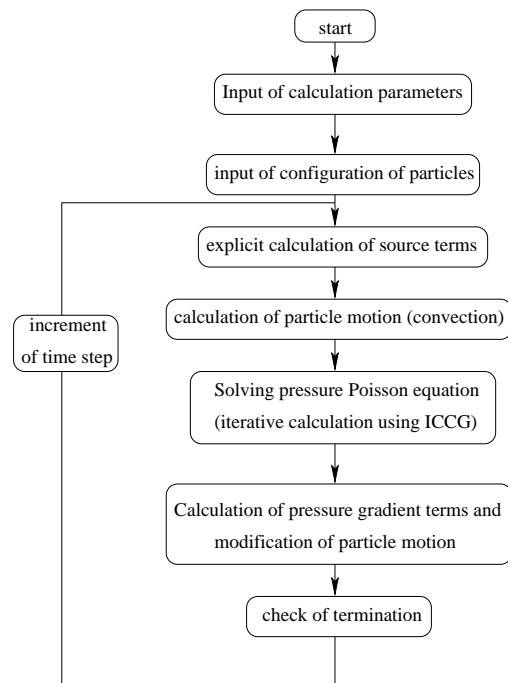 start
Input of calculation parameters
input of configuration of particles
explicit calculation of source terms
calculation of particle motion (convection)
increment
of time step
Solving pressure Poisson equation
(iterative calculation using ICCG)
Calculation of pressure gradient terms and
modification of particle motion
check of termination